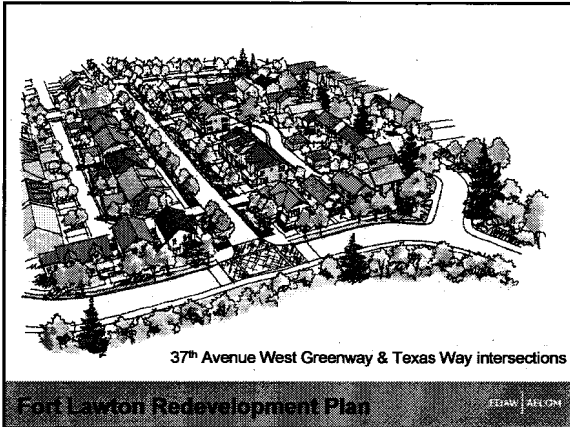 37th Avenue West Greenway & Texas Way intersections
Fort Lawton Redevelopment Plan
EDAW | AECOM